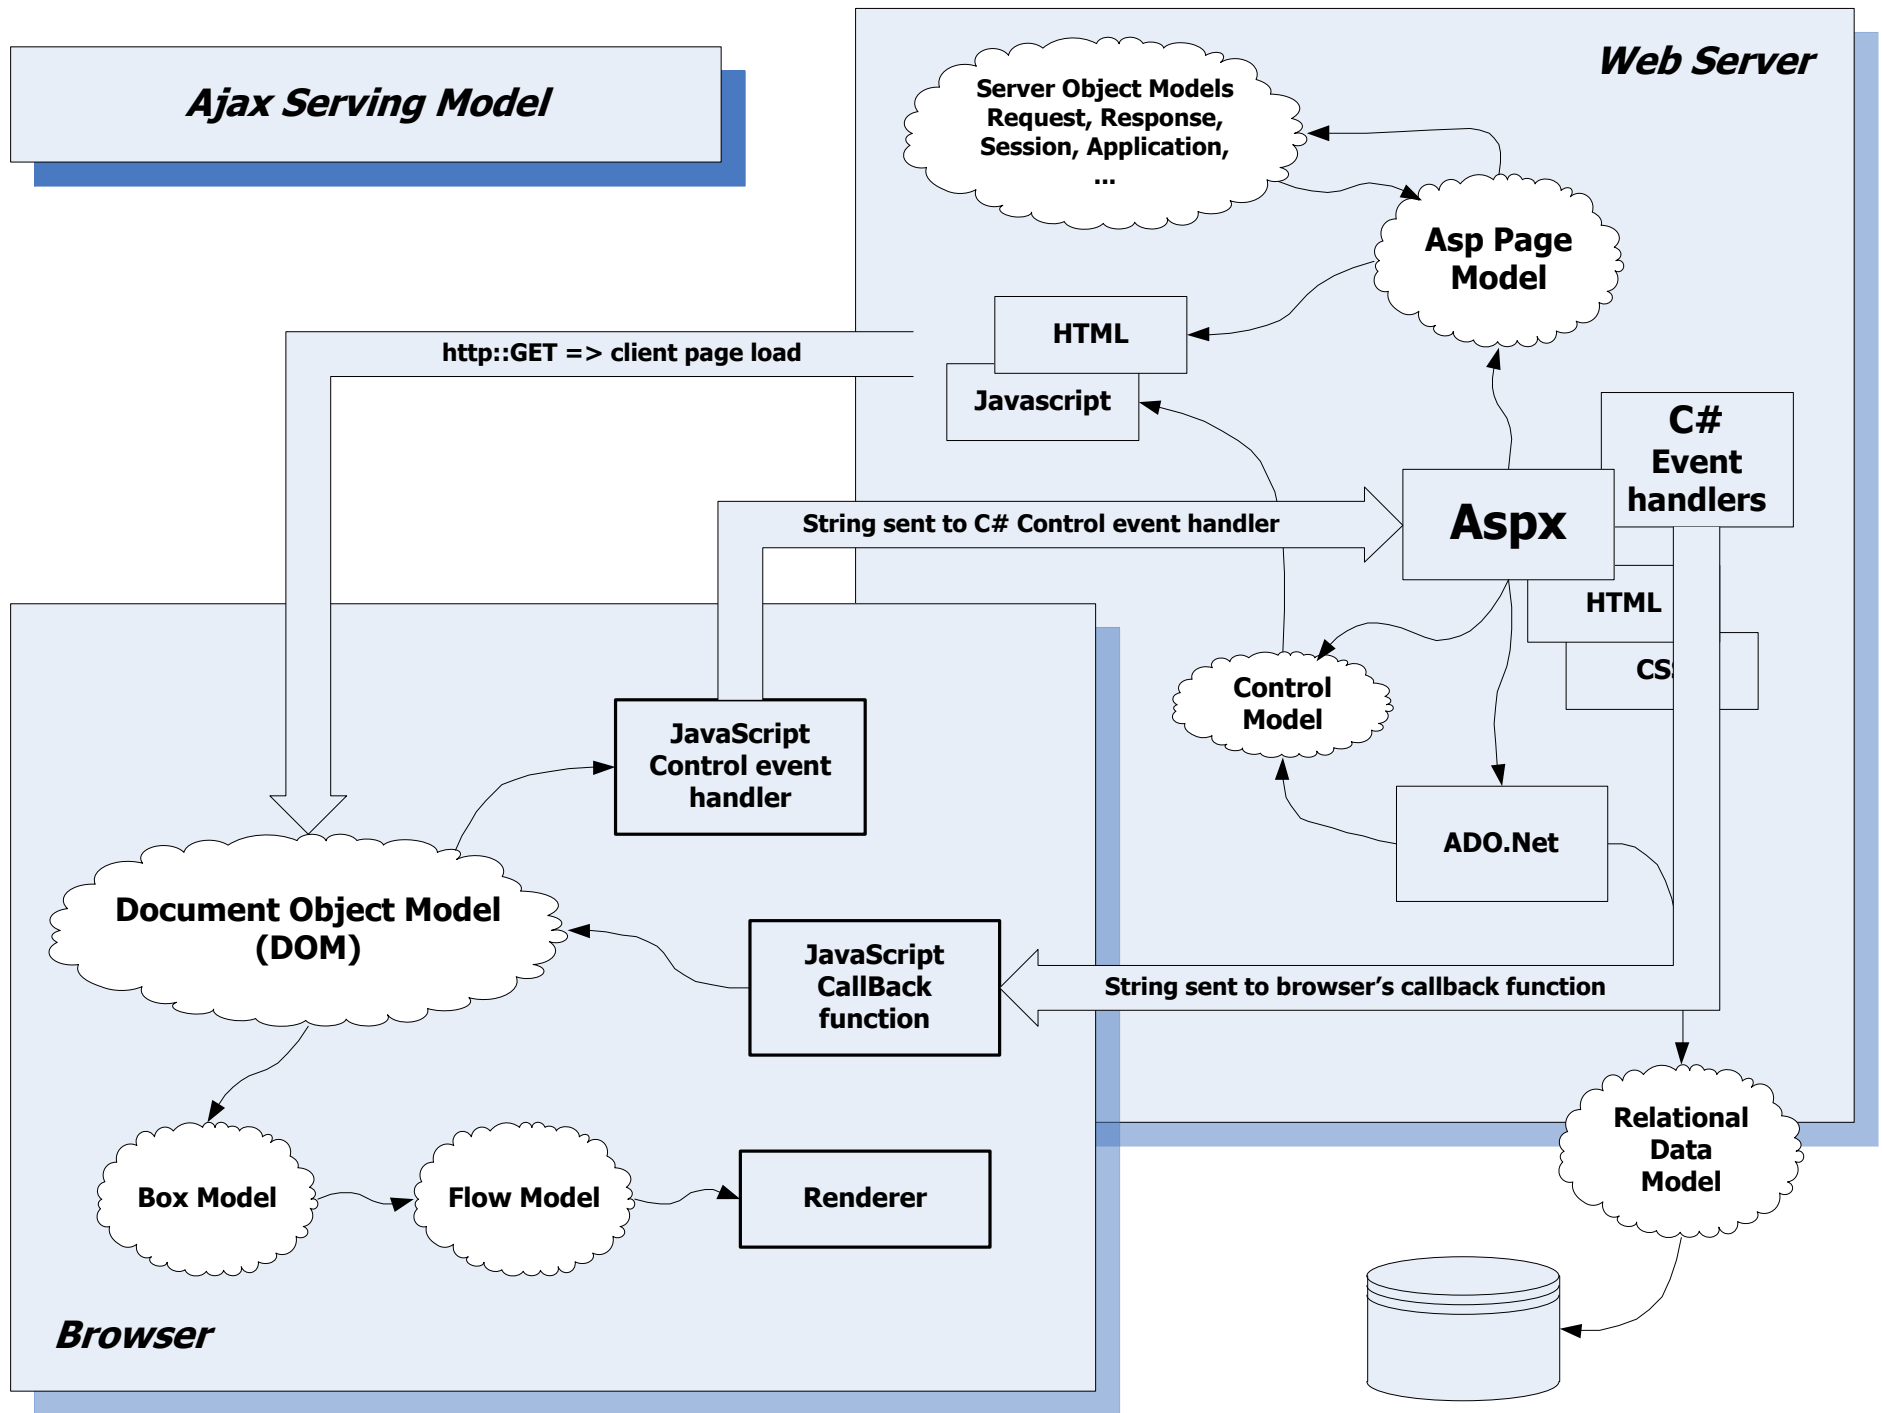 Ajax Serving Model
Web Server
Server Object Models
Request, Response,
Session, Application,
...
Asp Page
Model
HTML
http::GET => client page load
Javascript
C#
Event
handlers
Aspx
String sent to C# Control event handler
HTML
CSS
Control
Model
JavaScript
Control event
handler
ADO.Net
Document Object Model
(DOM)
JavaScript
CallBack
function
String sent to browser's callback function
Relational
Data
Model
Box Model
Flow Model
Renderer
Browser